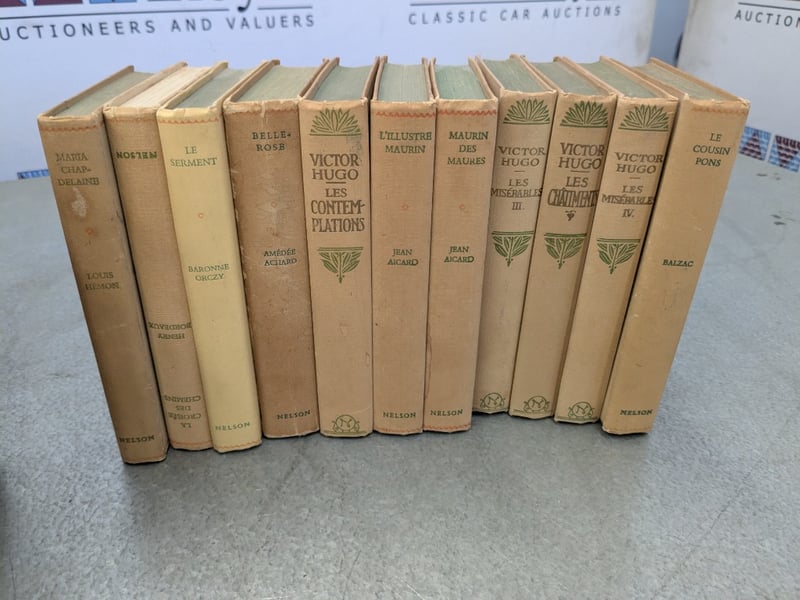 UCTIONEERS AND VALUERS
CLASSIC CAR AUCTIONS
AUCTION
MARIA
CHAP-
DELAINE
LOUIS
HÉMON
NELSON
LA
CROISÉE
DES
CHEMINS
HENRY
BORDEAUX
NELSON
LE
SERMENT
BARONNE
ORCZY
NELSON
BELLE-
ROSE
AMÉDÉE
ACHARD
NELSON
VICTOR
HUGO
LES
CONTEM-
PLATIONS
L'ILLUSTRE
MAURIN
JEAN
AICARD
NELSON
MAURIN
DES
MAURES
JEAN
AICARD
NELSON
VICTOR
HUGO
LES
MISÉRABLES
III.
VICTOR
HUGO
LES
CHÂTIMENTS
VICTOR
HUGO
LES
MISÉRABLES
IV.
LE
COUSIN
PONS
BALZAC
NELSON